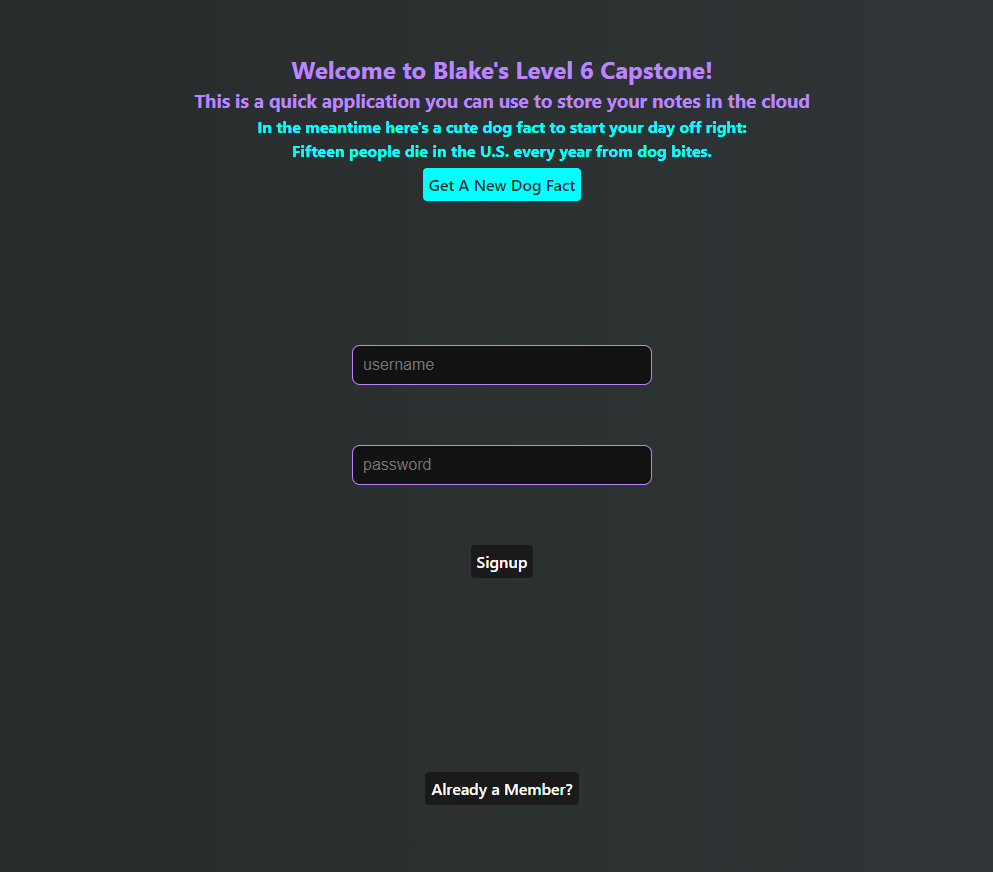 Welcome to Blake's Level 6 Capstone!
This is a quick application you can use to store your notes in the cloud
In the meantime here's a cute dog fact to start your day off right:
Fifteen people die in the U.S. every year from dog bites.
Get A New Dog Fact
username
password
Signup
Already a Member?